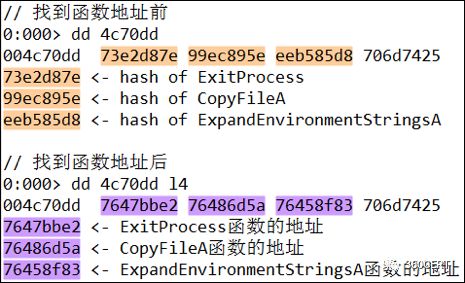 // 找到函数地址前
0:000> dd 4c70dd
004c70dd 73e2d87e 99ec895e eeb585d8 706d7425
73e2d87e <- hash of ExitProcess
99ec895e <- hash of CopyFileA
eeb585d8 <- hash of ExpandEnvironmentStringsA
// 找到函数地址后
0:000> dd 4c70dd l4
004c70dd 7647bbe2 76486d5a 76458f83 706d7425
7647bbe2 <- ExitProcess函数的地址
76486d5a <- CopyFileA函数的地址
76458f83 <- ExpandEnvironmentStringsA函数的地址